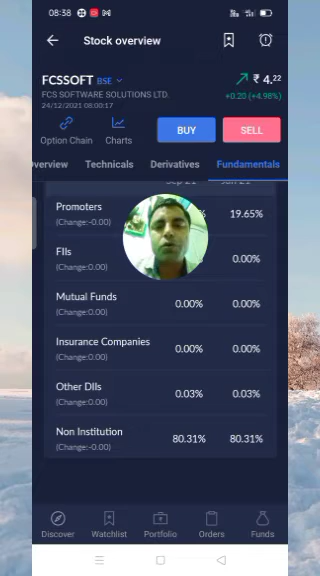 08:38
Stock overview
FCSSOFT BSE
₹ 4.22
FCS SOFTWARE SOLUTIONS LTD.
+0.20 (+4.98%)
24/12/2021 08:00:17
Option Chain
Charts
BUY
SELL
Technicals
Derivatives
Fundamentals
Promoters
19.65%
(Change:-0.00)
FIIs
0.00%
(Change:0.00)
Mutual Funds
0.00% 0.00%
(Change:0.00)
Insurance Companies
0.00% 0.00%
(Change:0.00)
Other DIIs
0.03% 0.03%
(Change:0.00)
Non Institution
80.31% 80.31%
(Change:-0.00)
Discover Watchlist Portfolio Orders Funds